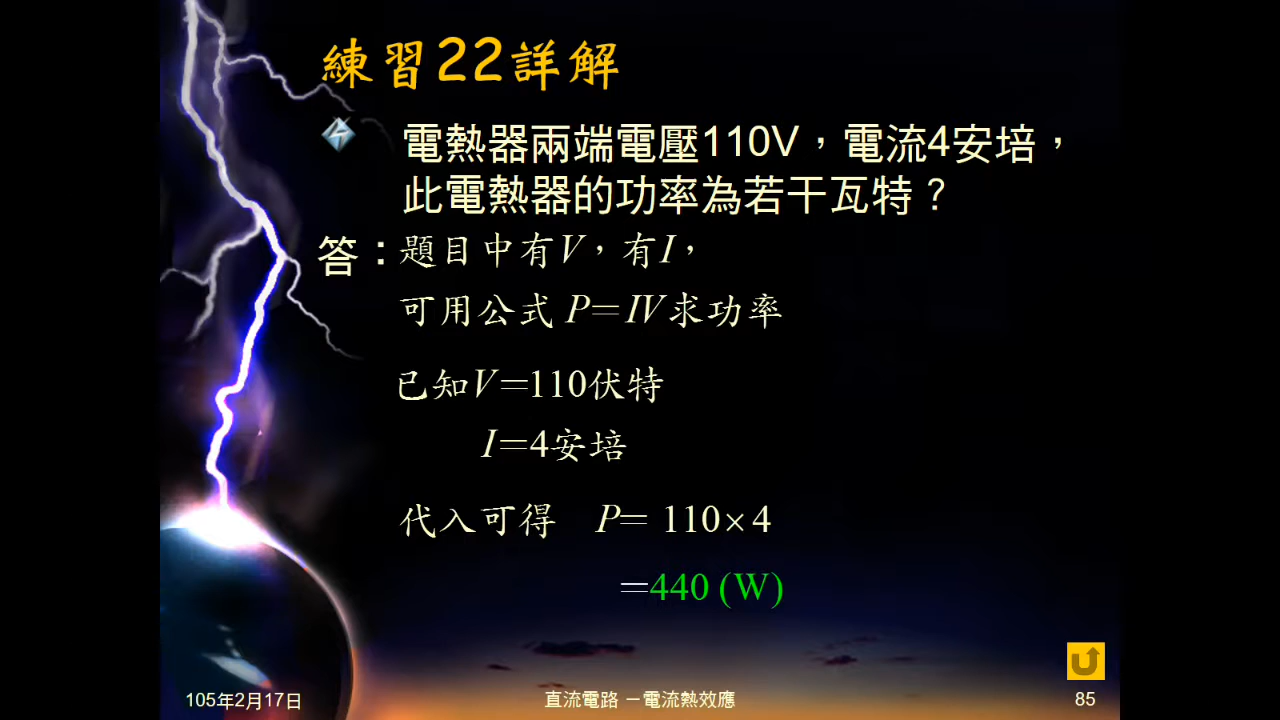 練習22詳解
電熱器兩端電壓110V，電流4安培，
此電熱器的功率為若干瓦特？
答：題目中有V，有I，
可用公式 P＝IV求功率
已知V＝110伏特
I＝4安培
代入可得 P＝ 110×4
＝440 (W)
105年2月17日 直流電路 －電流熱效應 85